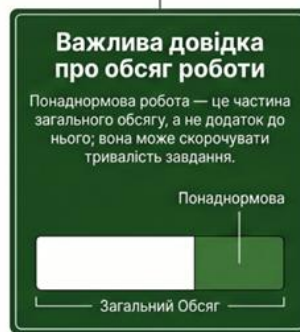 Важлива довідка
про обсяг роботи
Понаднормова робота — це частина
загального обсягу, а не додаток до
нього; вона може скорочувати
тривалість завдання.
Понаднормова
Загальний Обсяг